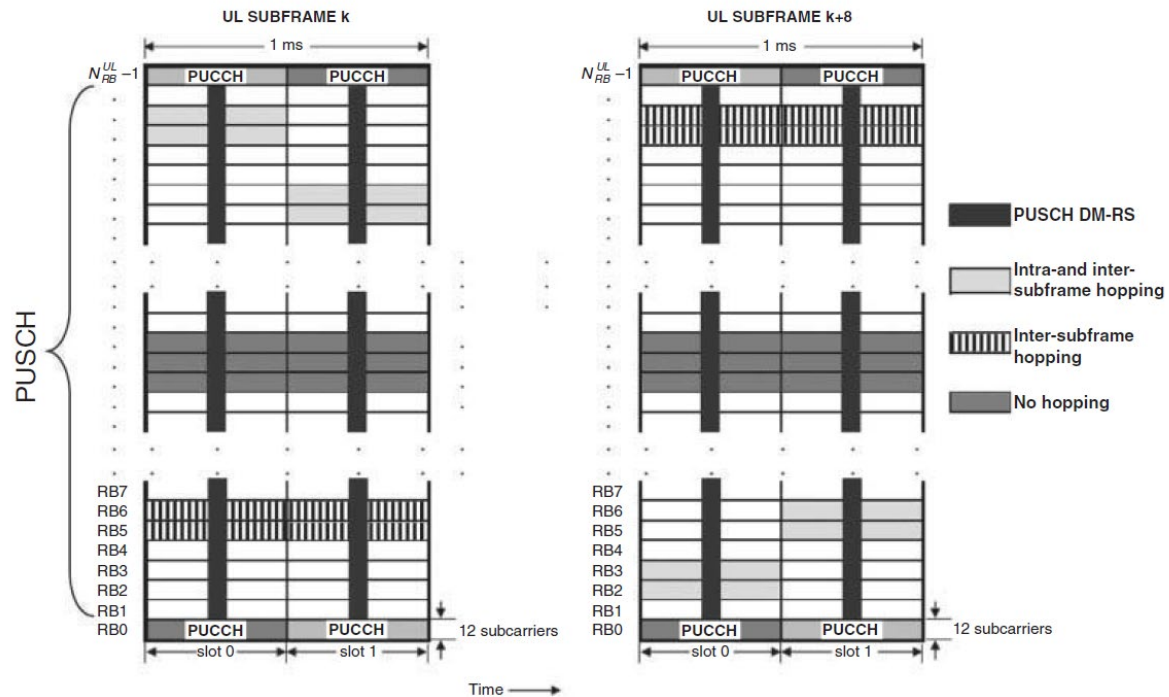 UL SUBFRAME k
1 ms
N_RB^UL –1
PUCCH PUCCH
PUSCH
RB7
RB6
RB5
RB4
RB3
RB2
RB1
RB0
PUCCH PUCCH
12 subcarriers
slot 0 slot 1
UL SUBFRAME k+8
1 ms
N_RB^UL –1
PUCCH PUCCH
RB7
RB6
RB5
RB4
RB3
RB2
RB1
RB0
PUCCH PUCCH
12 subcarriers
slot 0 slot 1
PUSCH DM-RS
Intra-and inter-
subframe hopping
Inter-subframe
hopping
No hopping
Time